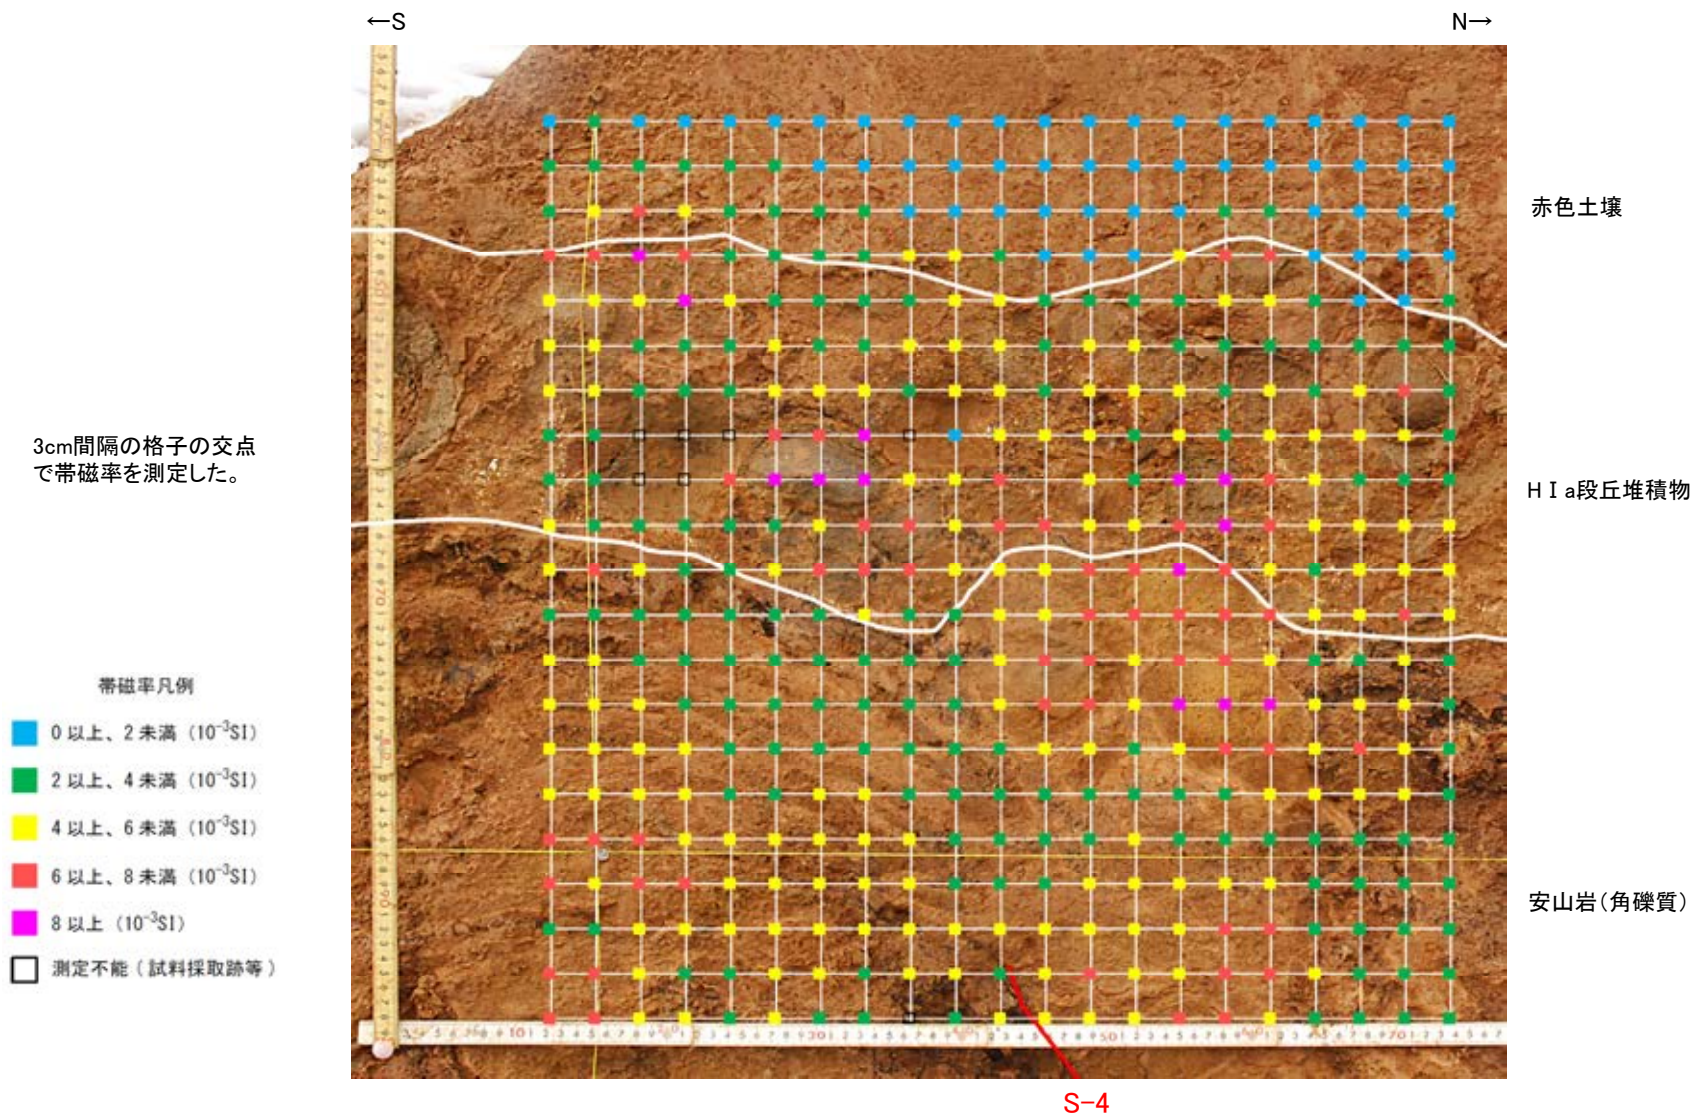 ←S
N→
赤色土壌
3cm間隔の格子の交点
で帯磁率を測定した。
HⅠa段丘堆積物
帯磁率凡例
0 以上、2 未満（10⁻³SI）
2 以上、4 未満（10⁻³SI）
4 以上、6 未満（10⁻³SI）
6 以上、8 未満（10⁻³SI）
8 以上（10⁻³SI）
測定不能（試料採取跡等）
安山岩（角礫質）
S-4